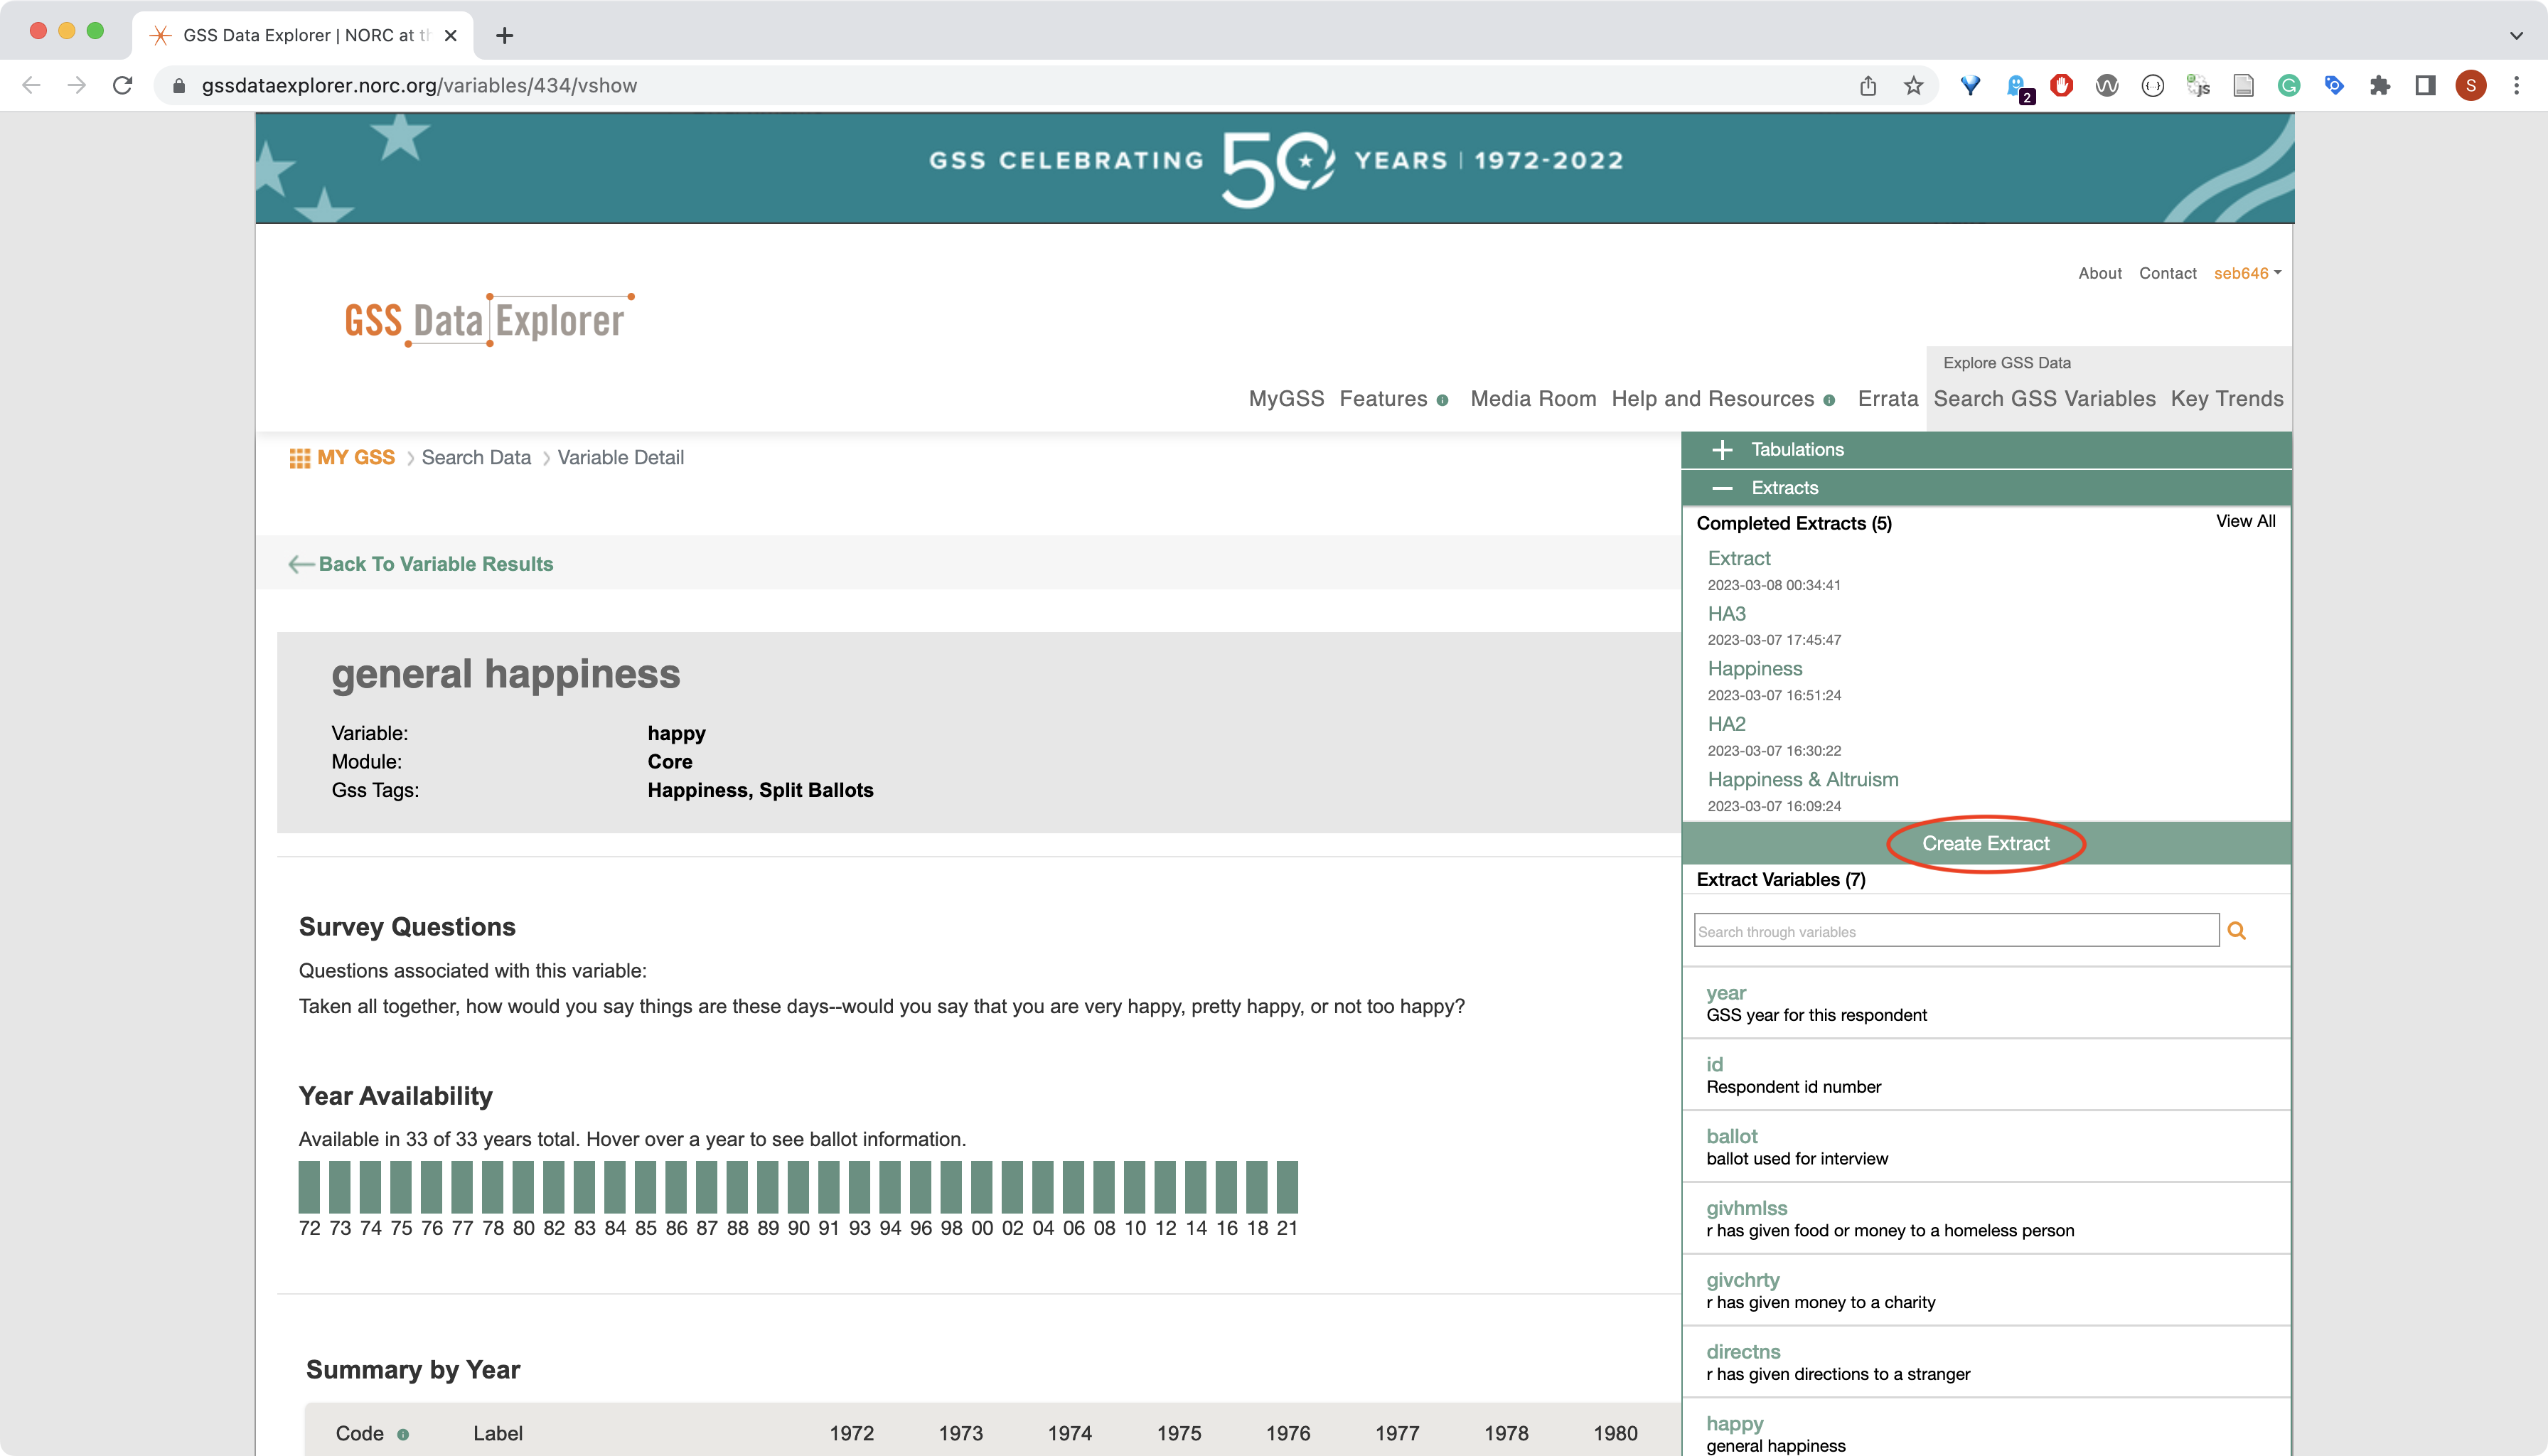 GSS Data Explorer | NORC at th
gssdataexplorer.norc.org/variables/434/vshow
2
JS
G
S
GSS CELEBRATING 50 YEARS | 1972-2022
About Contact seb646
GSS Data Explorer
Explore GSS Data
MyGSS Features Media Room Help and Resources Errata Search GSS Variables Key Trends
MY GSS Search Data Variable Detail
Back To Variable Results
general happiness
Variable: happy
Module: Core
Gss Tags: Happiness, Split Ballots
Survey Questions
Questions associated with this variable:
Taken all together, how would you say things are these days--would you say that you are very happy, pretty happy, or not too happy?
Year Availability
Available in 33 of 33 years total. Hover over a year to see ballot information.
72 73 74 75 76 77 78 80 82 83 84 85 86 87 88 89 90 91 93 94 96 98 00 02 04 06 08 10 12 14 16 18 21
Summary by Year
Code Label 1972 1973 1974 1975 1976 1977 1978 1980
Tabulations
Extracts
Completed Extracts (5) View All
Extract
2023-03-08 00:34:41
HA3
2023-03-07 17:45:47
Happiness
2023-03-07 16:51:24
HA2
2023-03-07 16:30:22
Happiness & Altruism
2023-03-07 16:09:24
Create Extract
Extract Variables (7)
Search through variables
year
GSS year for this respondent
id
Respondent id number
ballot
ballot used for interview
givhmlss
r has given food or money to a homeless person
givchrty
r has given money to a charity
directns
r has given directions to a stranger
happy
general happiness